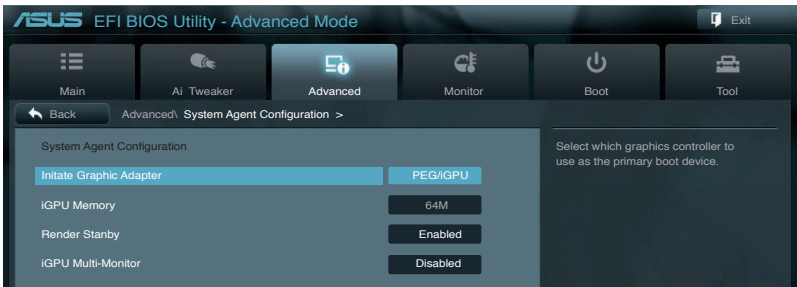 ASUS EFI BIOS Utility - Advanced Mode
Exit
Main
Ai Tweaker
Advanced
Monitor
Boot
Tool
Back
Advanced\ System Agent Configuration >
System Agent Configuration
Initate Graphic Adapter PEG/iGPU
iGPU Memory 64M
Render Stanby Enabled
iGPU Multi-Monitor Disabled
Select which graphics controller to
use as the primary boot device.